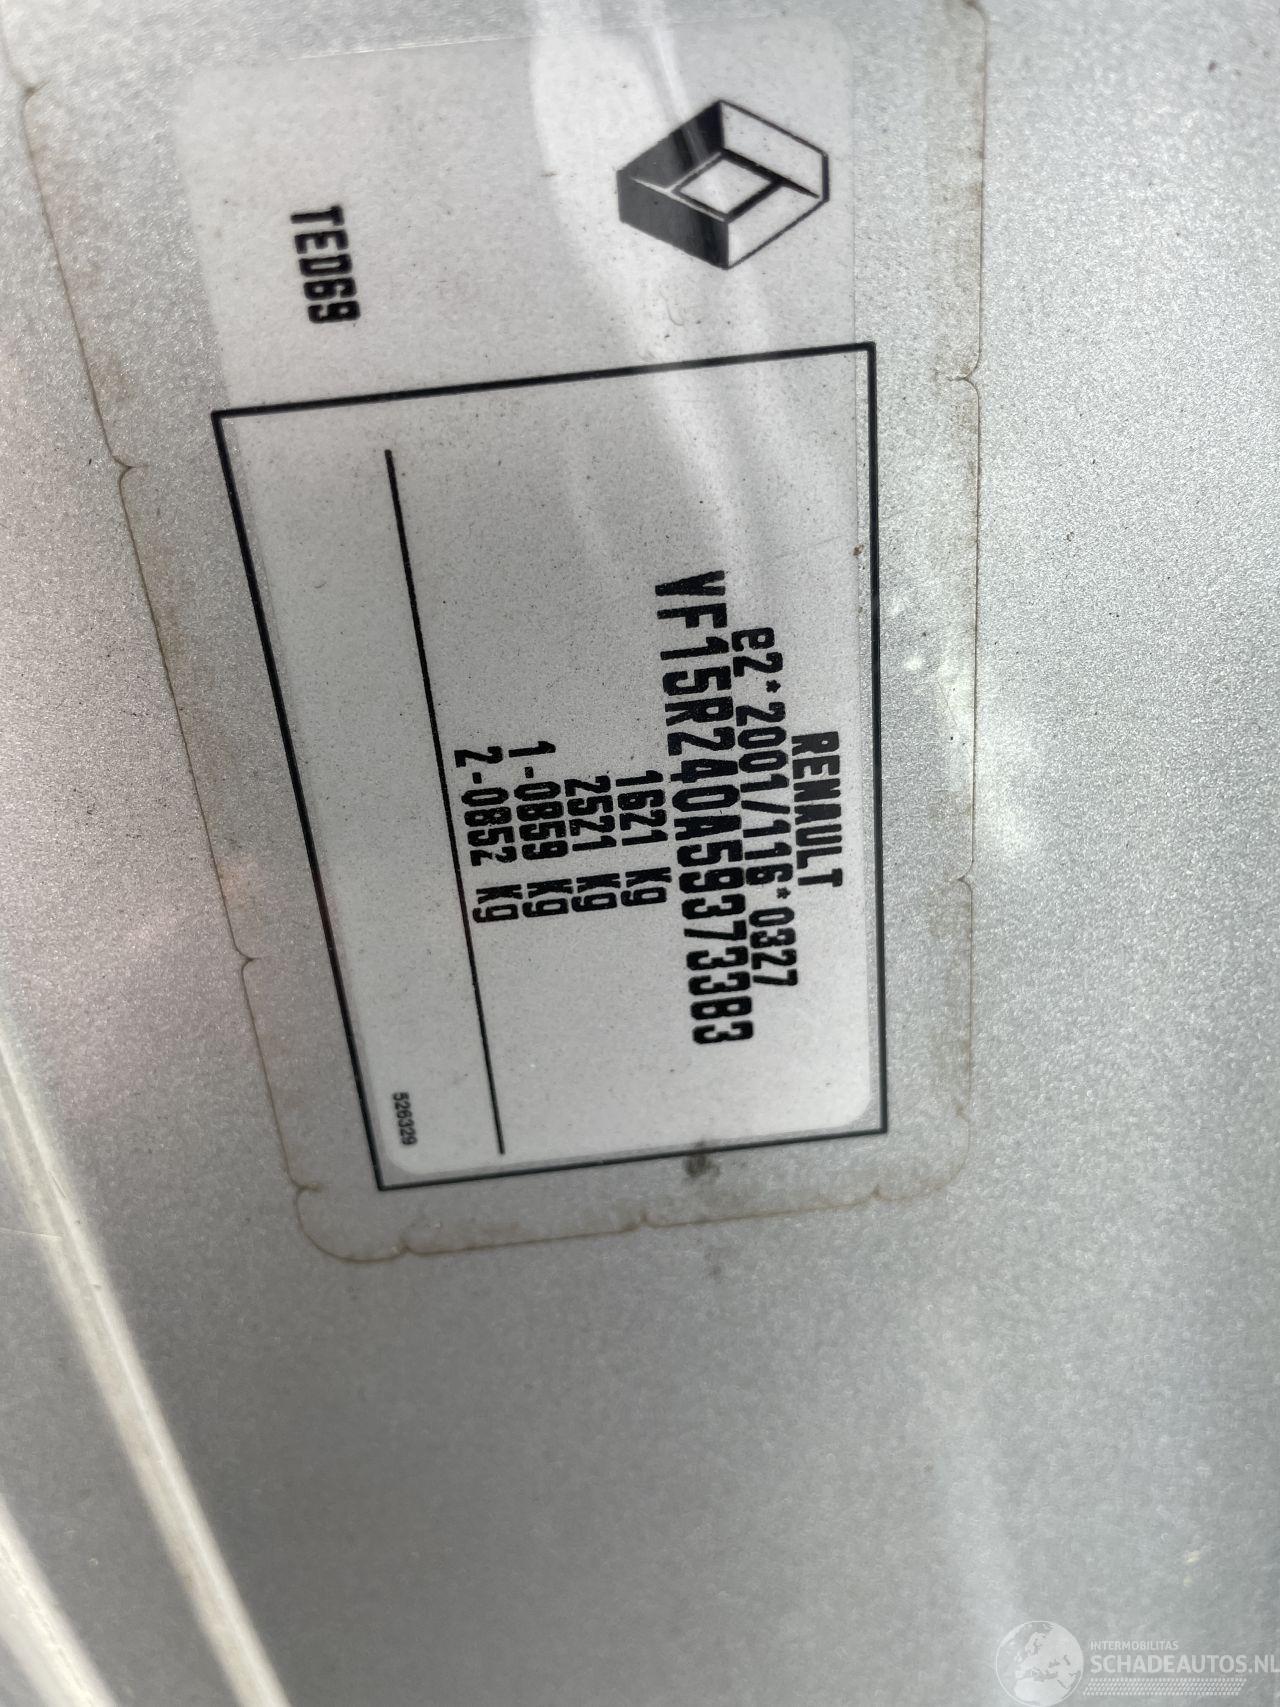 TED69
RENAULT
e2*2001/116*0327
VF15R240A59373383
1621 kg
2521 kg
1-0859 kg
2-0852 kg
526329
INTERMOBILITAS
SCHADEAUTOS.NL